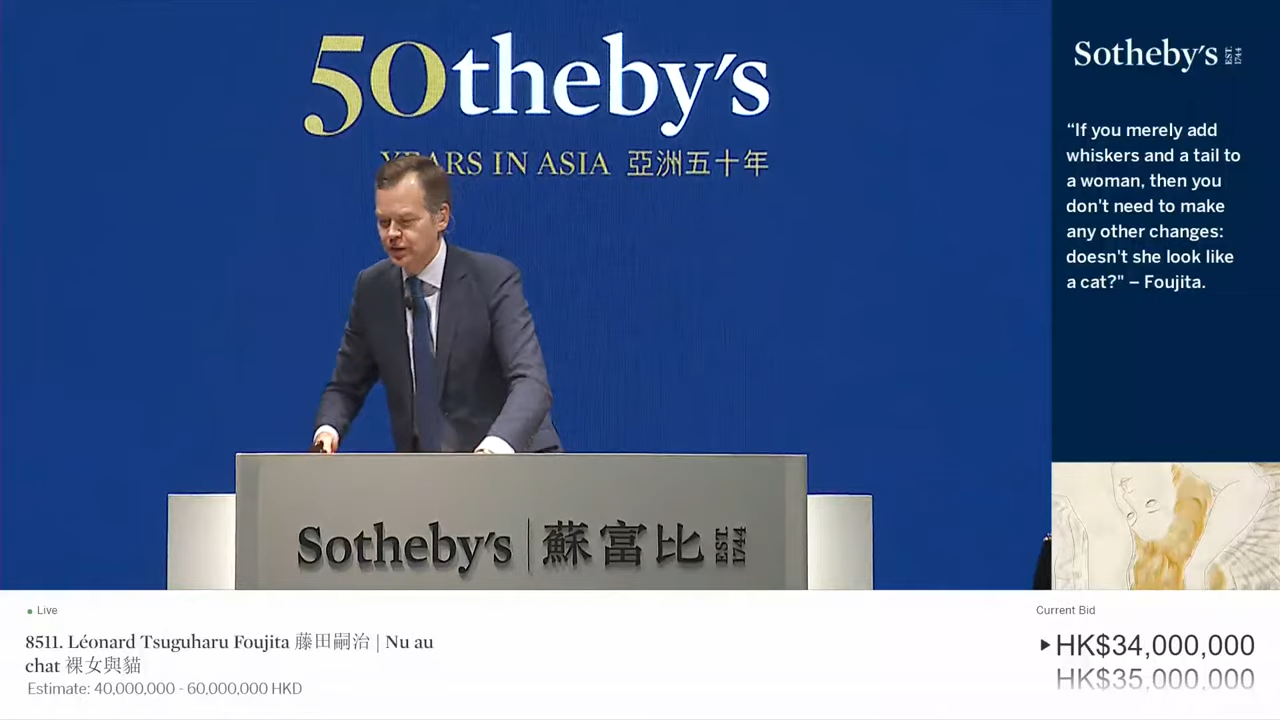 50theby's
YEARS IN ASIA 亞洲五十年
Sotheby's EST. 1744
“If you merely add
whiskers and a tail to
a woman, then you
don't need to make
any other changes:
doesn't she look like
a cat?" – Foujita.
Sotheby's | 蘇富比 EST. 1744
Live
8511. Léonard Tsuguharu Foujita 藤田嗣治 | Nu au
chat 裸女與貓
Estimate: 40,000,000 - 60,000,000 HKD
Current Bid
HK$34,000,000
HK$35,000,000